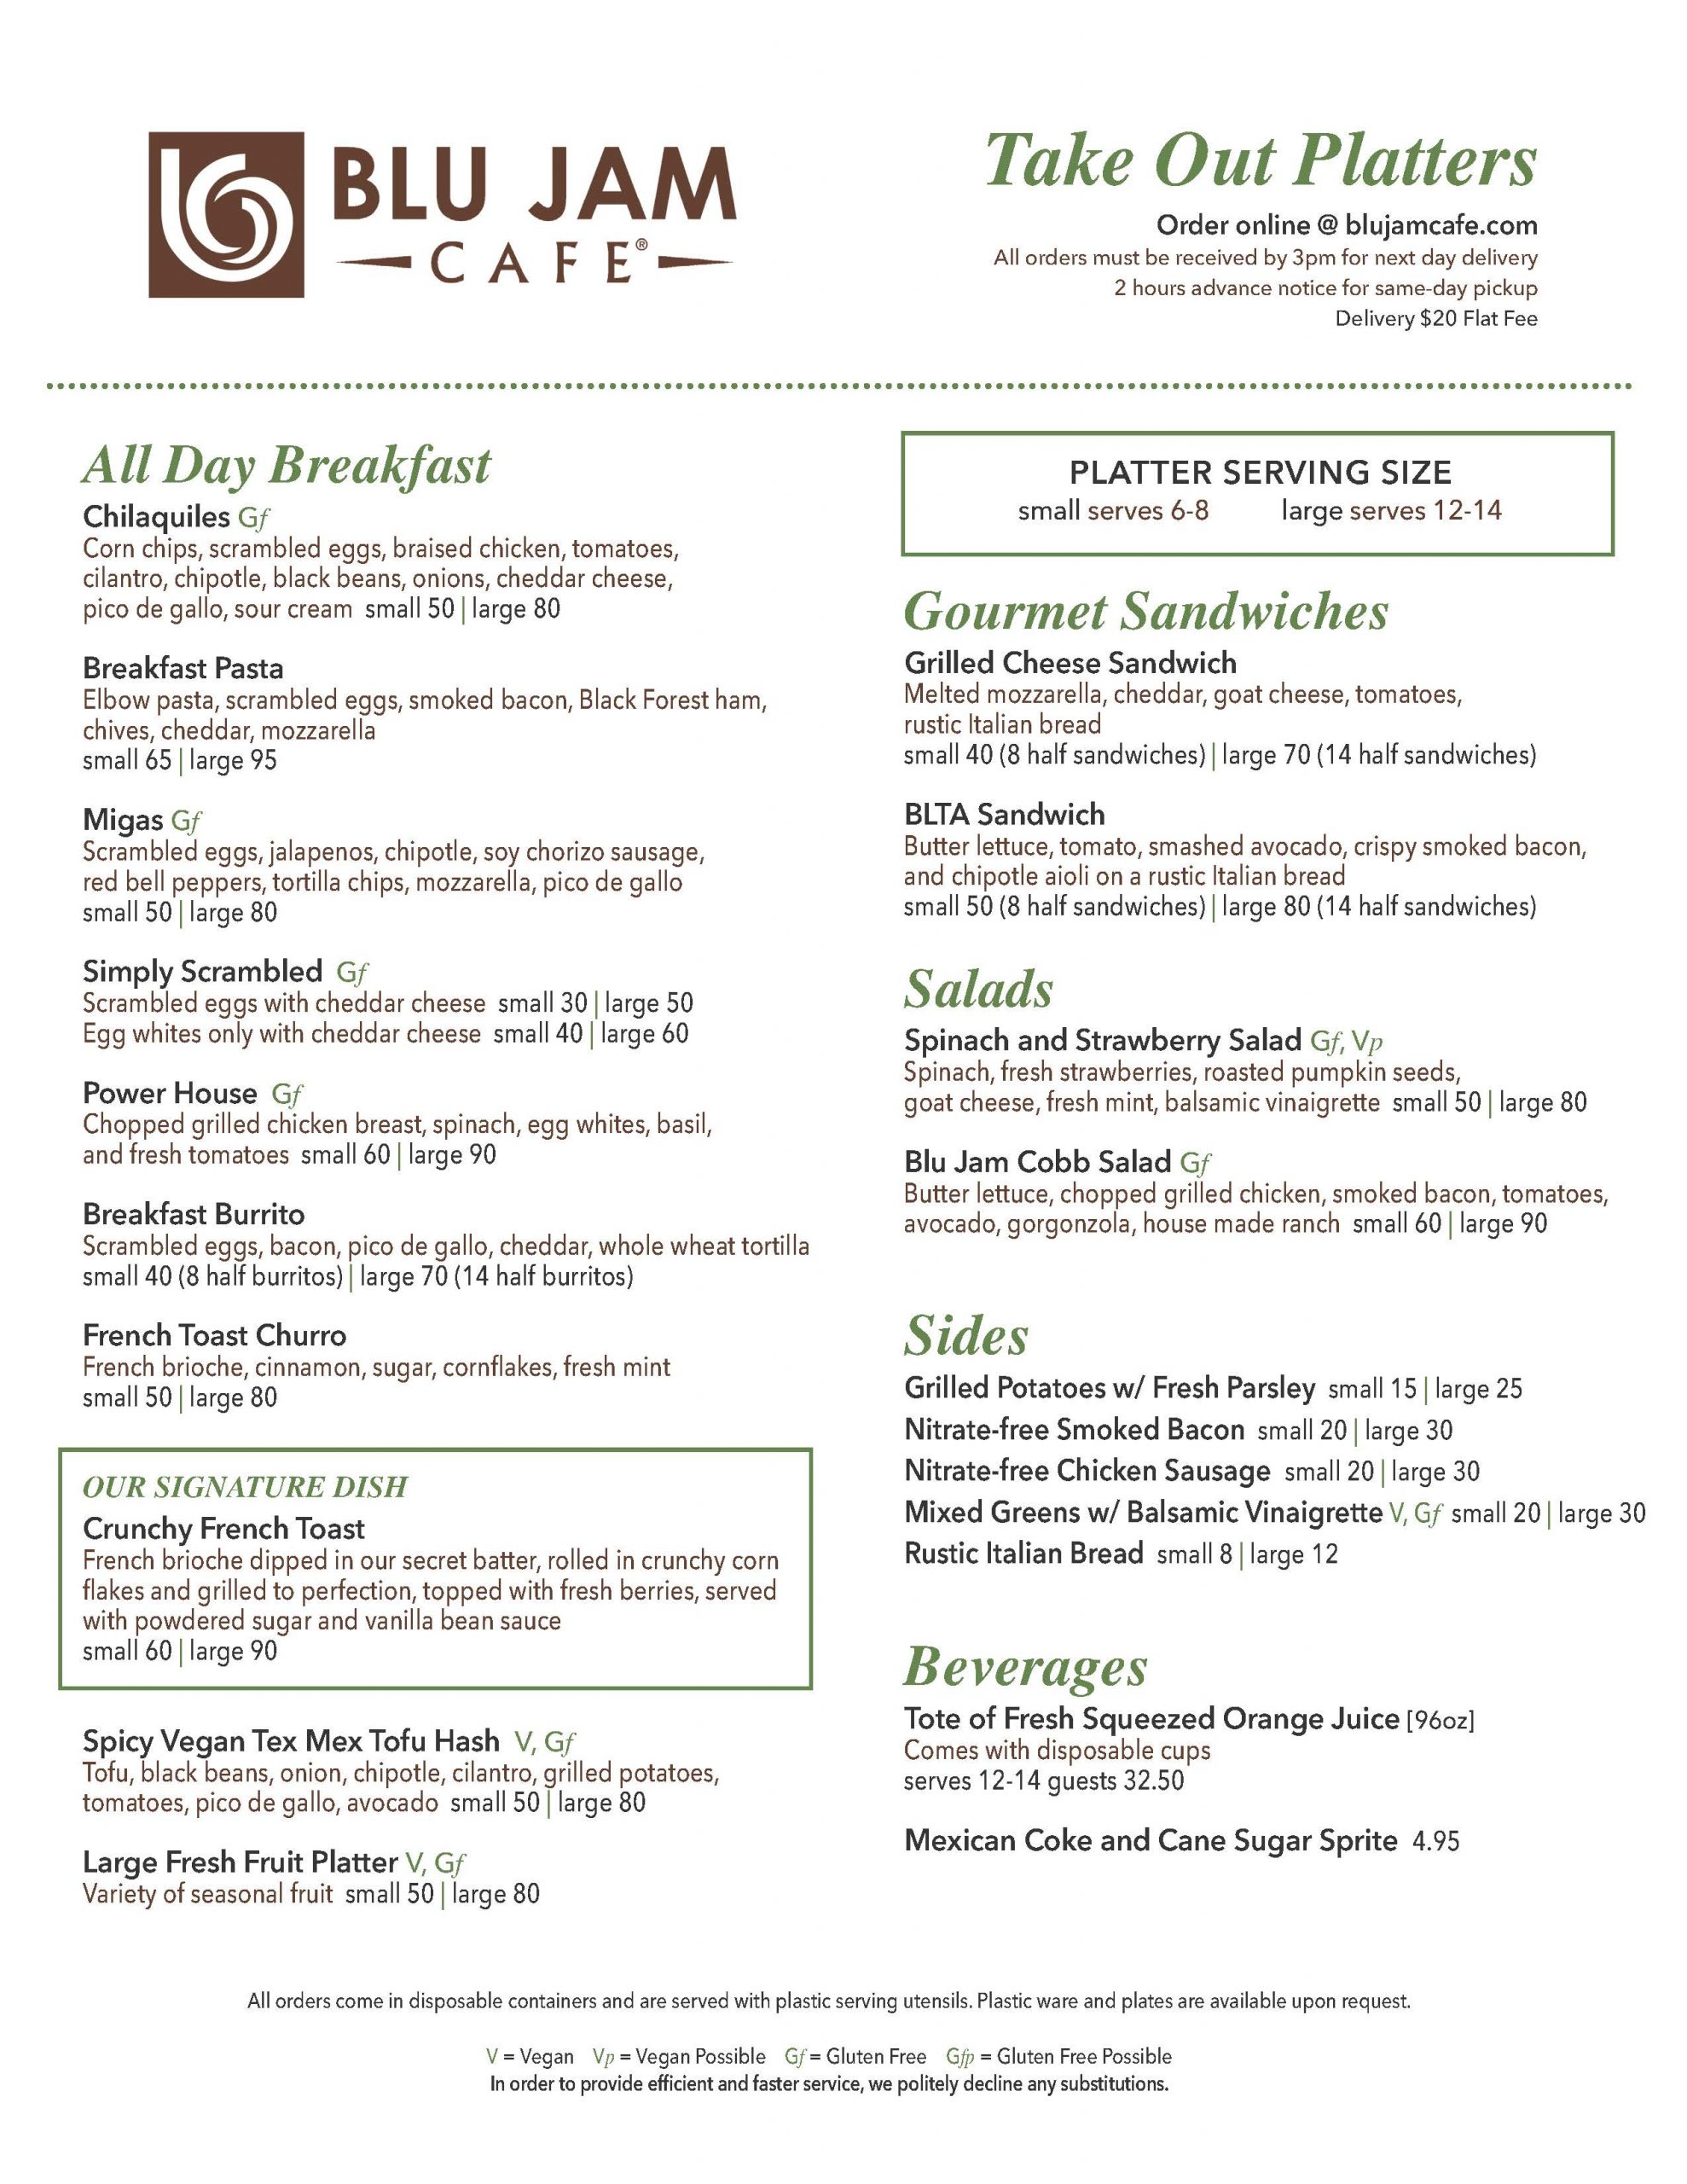 BLU JAM
CAFE®
Take Out Platters
Order online @ blujamcafe.com
All orders must be received by 3pm for next day delivery
2 hours advance notice for same-day pickup
Delivery $20 Flat Fee
All Day Breakfast
Chilaquiles Gf
Corn chips, scrambled eggs, braised chicken, tomatoes,
cilantro, chipotle, black beans, onions, cheddar cheese,
pico de gallo, sour cream small 50 | large 80
Breakfast Pasta
Elbow pasta, scrambled eggs, smoked bacon, Black Forest ham,
chives, cheddar, mozzarella
small 65 | large 95
Migas Gf
Scrambled eggs, jalapenos, chipotle, soy chorizo sausage,
red bell peppers, tortilla chips, mozzarella, pico de gallo
small 50 | large 80
Simply Scrambled Gf
Scrambled eggs with cheddar cheese small 30 | large 50
Egg whites only with cheddar cheese small 40 | large 60
Power House Gf
Chopped grilled chicken breast, spinach, egg whites, basil,
and fresh tomatoes small 60 | large 90
Breakfast Burrito
Scrambled eggs, bacon, pico de gallo, cheddar, whole wheat tortilla
small 40 (8 half burritos) | large 70 (14 half burritos)
French Toast Churro
French brioche, cinnamon, sugar, cornflakes, fresh mint
small 50 | large 80
OUR SIGNATURE DISH
Crunchy French Toast
French brioche dipped in our secret batter, rolled in crunchy corn
flakes and grilled to perfection, topped with fresh berries, served
with powdered sugar and vanilla bean sauce
small 60 | large 90
Spicy Vegan Tex Mex Tofu Hash V, Gf
Tofu, black beans, onion, chipotle, cilantro, grilled potatoes,
tomatoes, pico de gallo, avocado small 50 | large 80
Large Fresh Fruit Platter V, Gf
Variety of seasonal fruit small 50 | large 80
PLATTER SERVING SIZE
small serves 6-8 large serves 12-14
Gourmet Sandwiches
Grilled Cheese Sandwich
Melted mozzarella, cheddar, goat cheese, tomatoes,
rustic Italian bread
small 40 (8 half sandwiches) | large 70 (14 half sandwiches)
BLTA Sandwich
Butter lettuce, tomato, smashed avocado, crispy smoked bacon,
and chipotle aioli on a rustic Italian bread
small 50 (8 half sandwiches) | large 80 (14 half sandwiches)
Salads
Spinach and Strawberry Salad Gf, Vp
Spinach, fresh strawberries, roasted pumpkin seeds,
goat cheese, fresh mint, balsamic vinaigrette small 50 | large 80
Blu Jam Cobb Salad Gf
Butter lettuce, chopped grilled chicken, smoked bacon, tomatoes,
avocado, gorgonzola, house made ranch small 60 | large 90
Sides
Grilled Potatoes w/ Fresh Parsley small 15 | large 25
Nitrate-free Smoked Bacon small 20 | large 30
Nitrate-free Chicken Sausage small 20 | large 30
Mixed Greens w/ Balsamic Vinaigrette V, Gf small 20 | large 30
Rustic Italian Bread small 8 | large 12
Beverages
Tote of Fresh Squeezed Orange Juice [96oz]
Comes with disposable cups
serves 12-14 guests 32.50
Mexican Coke and Cane Sugar Sprite 4.95
All orders come in disposable containers and are served with plastic serving utensils. Plastic ware and plates are available upon request.
V = Vegan Vp = Vegan Possible Gf = Gluten Free Gfp = Gluten Free Possible
In order to provide efficient and faster service, we politely decline any substitutions.